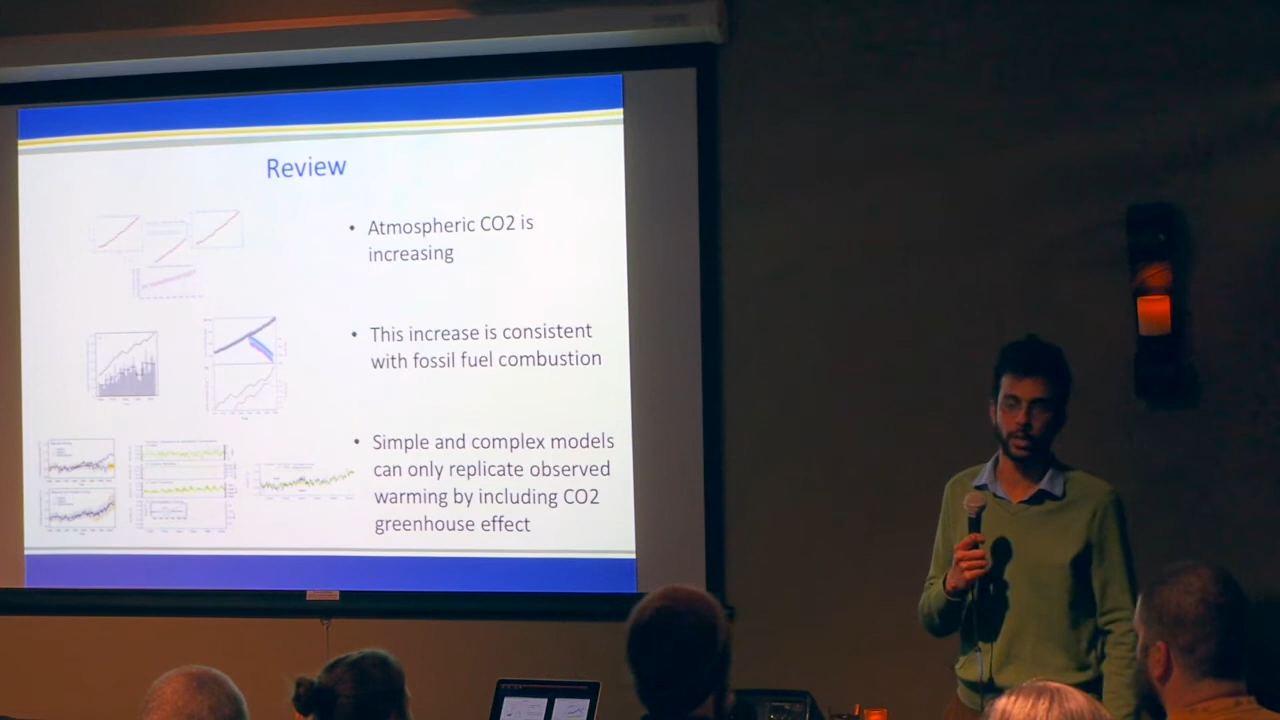 Review
• Atmospheric CO2 is
increasing
• This increase is consistent
with fossil fuel combustion
• Simple and complex models
can only replicate observed
warming by including CO2
greenhouse effect